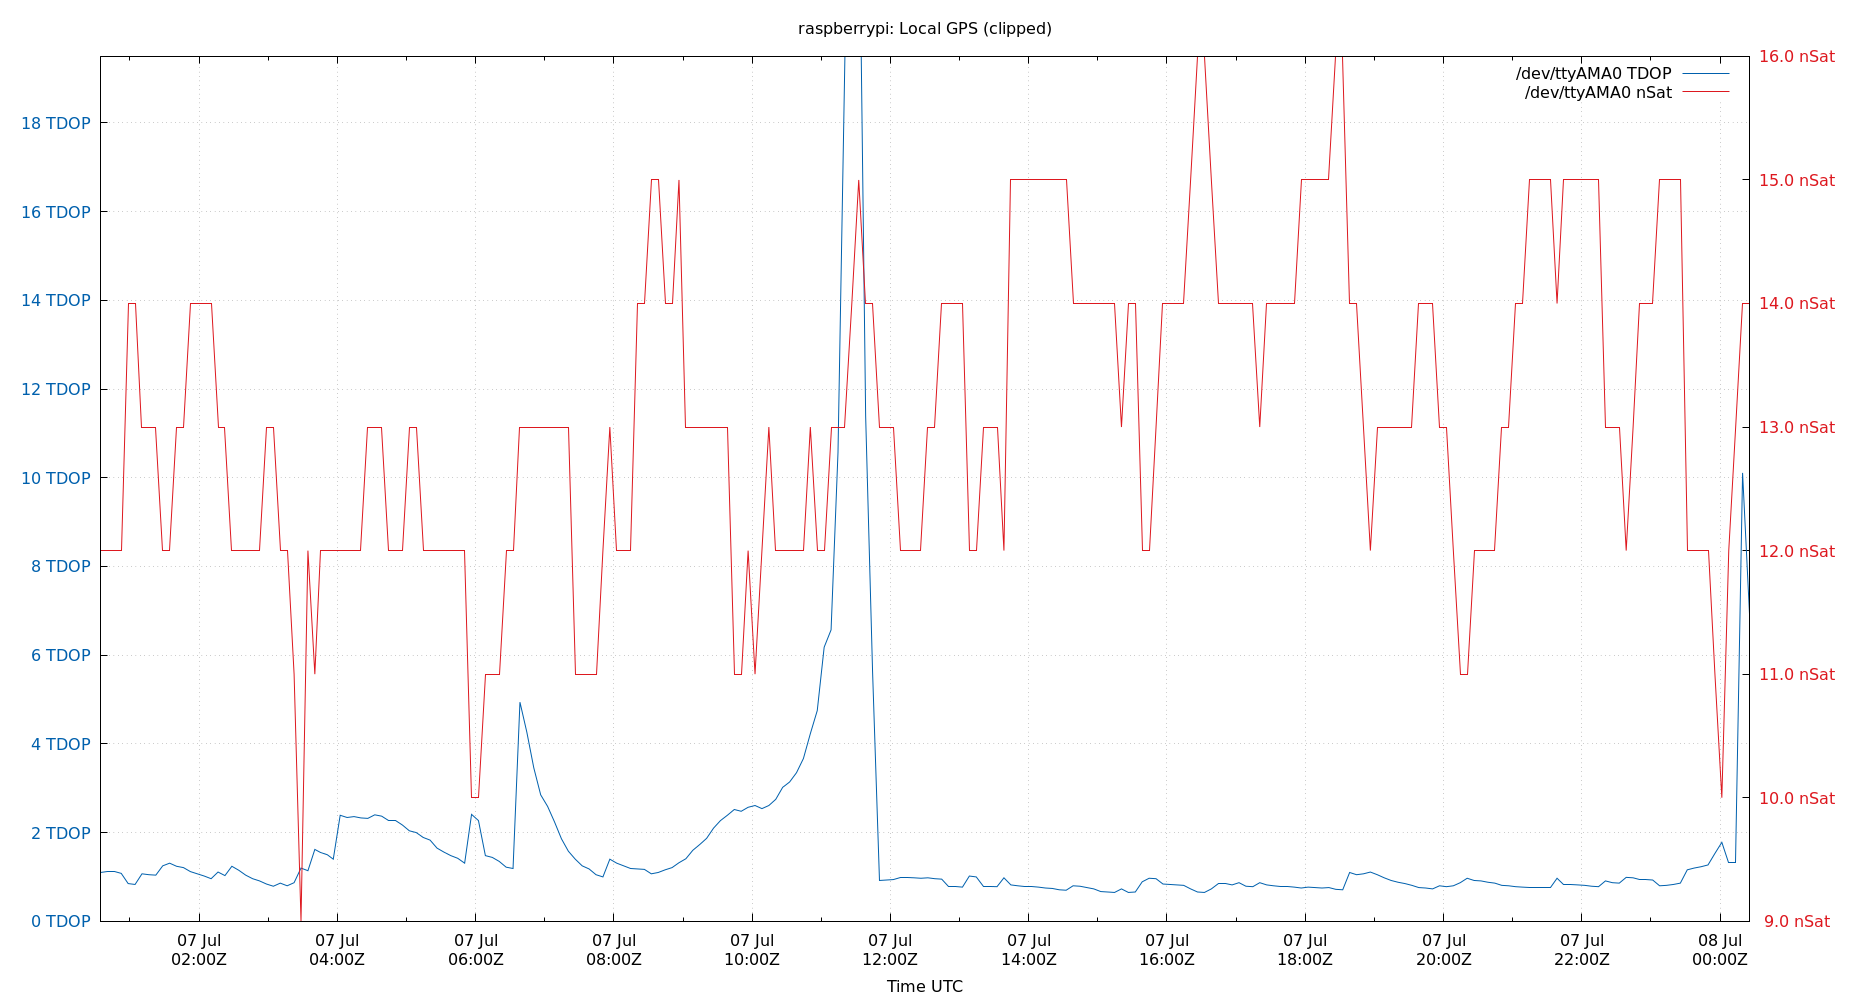 raspberrypi: Local GPS (clipped)
/dev/ttyAMA0 TDOP
/dev/ttyAMA0 nSat
18 TDOP
16 TDOP
14 TDOP
12 TDOP
10 TDOP
8 TDOP
6 TDOP
4 TDOP
2 TDOP
0 TDOP
16.0 nSat
15.0 nSat
14.0 nSat
13.0 nSat
12.0 nSat
11.0 nSat
10.0 nSat
9.0 nSat
07 Jul
02:00Z
07 Jul
04:00Z
07 Jul
06:00Z
07 Jul
08:00Z
07 Jul
10:00Z
07 Jul
12:00Z
07 Jul
14:00Z
07 Jul
16:00Z
07 Jul
18:00Z
07 Jul
20:00Z
07 Jul
22:00Z
08 Jul
00:00Z
Time UTC